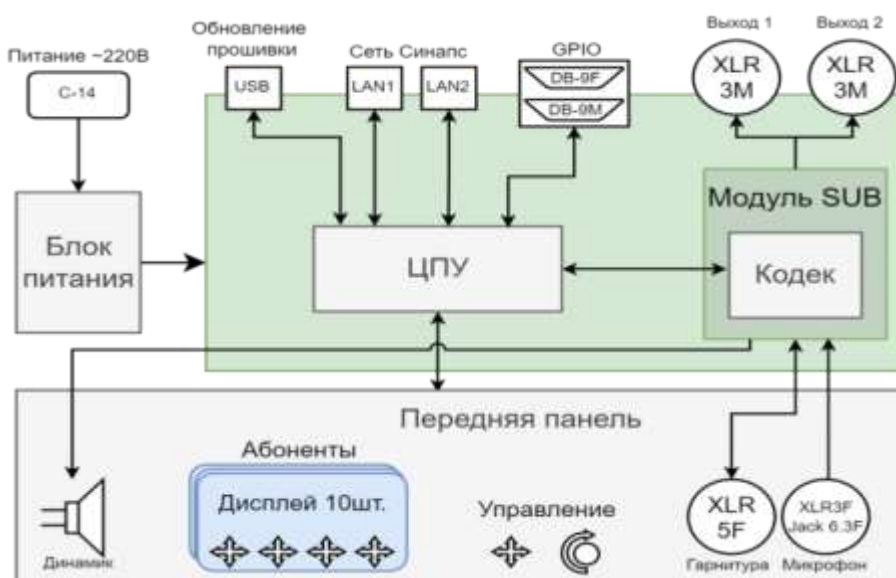 Обновление
прошивки
Сеть Синапс
GPIO
Выход 1
Выход 2
Питание ~220В
C-14
USB
LAN1
LAN2
DB-9F
DB-9M
XLR
3M
XLR
3M
Модуль SUB
Блок
питания
ЦПУ
Кодек
Передняя панель
Абоненты
Дисплей 10шт.
Управление
XLR
5F
XLR3F
Jack 6.3F
Динамик
Гарнитура
Микрофон